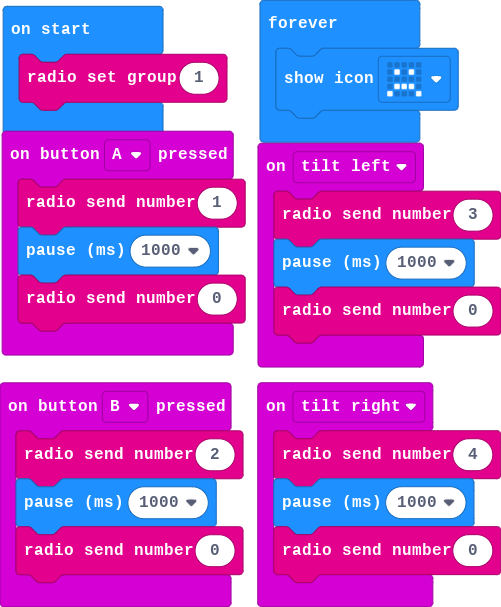 on start
radio set group 1
forever
show icon
on button A pressed
radio send number 1
pause (ms) 1000
radio send number 0
on tilt left
radio send number 3
pause (ms) 1000
radio send number 0
on button B pressed
radio send number 2
pause (ms) 1000
radio send number 0
on tilt right
radio send number 4
pause (ms) 1000
radio send number 0